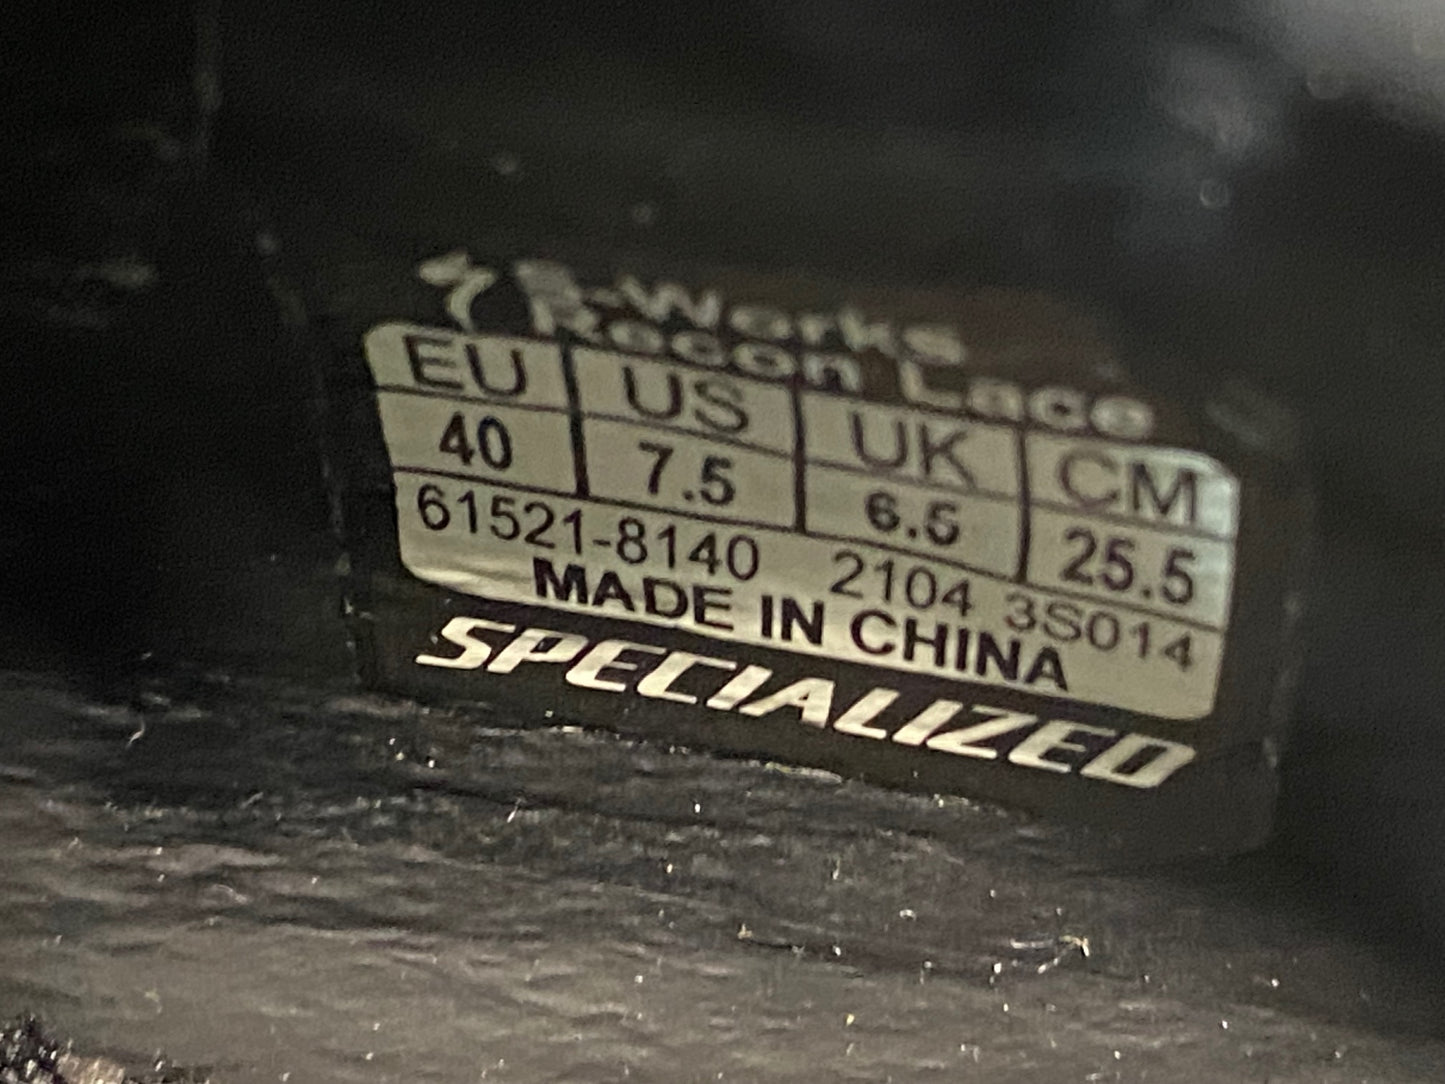 S-Works
Recon Lace
EU US UK CM
40 7.5 6.5 25.5
61521-8140 2104 3S014
MADE IN CHINA
SPECIALIZED